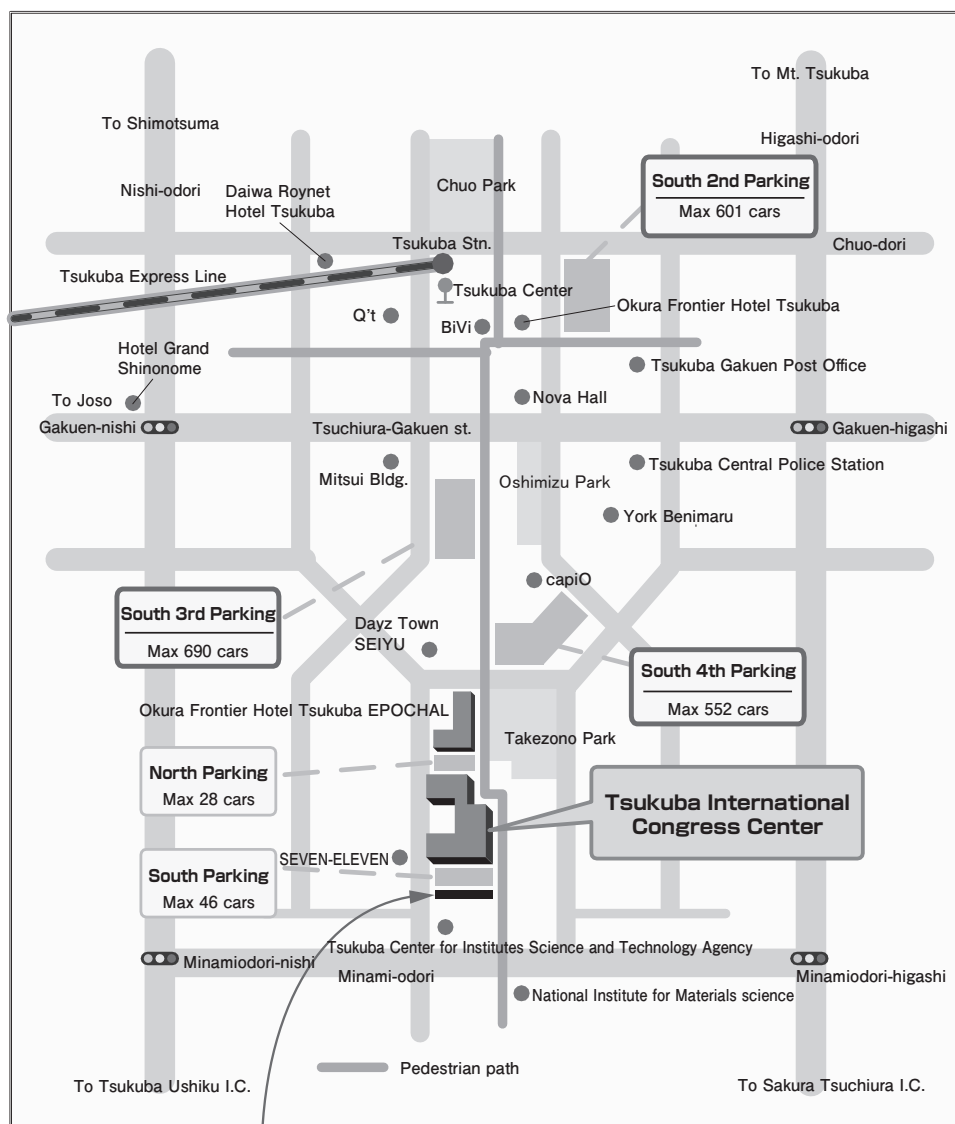 To Mt. Tsukuba
To Shimotsuma
Higashi-odori
South 2nd Parking
Max 601 cars
Chuo Park
Nishi-odori
Daiwa Roynet
Hotel Tsukuba
Tsukuba Stn.
Chuo-dori
Tsukuba Express Line
Tsukuba Center
Okura Frontier Hotel Tsukuba
Q't
BiVi
Hotel Grand
Shinonome
Tsukuba Gakuen Post Office
To Joso
Nova Hall
Gakuen-nishi
Tsuchiura-Gakuen st.
Gakuen-higashi
Mitsui Bldg.
Oshimizu Park
Tsukuba Central Police Station
York Benimaru
capiO
South 3rd Parking
Max 690 cars
Dayz Town
SEIYU
South 4th Parking
Max 552 cars
Okura Frontier Hotel Tsukuba EPOCHAL
Takezono Park
North Parking
Max 28 cars
Tsukuba International
Congress Center
SEVEN-ELEVEN
South Parking
Max 46 cars
Tsukuba Center for Institutes Science and Technology Agency
Minamiodori-nishi
Minami-odori
Minamiodori-higashi
National Institute for Materials science
Pedestrian path
To Tsukuba Ushiku I.C.
To Sakura Tsuchiura I.C.